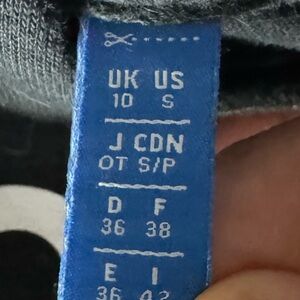 UK US
10 S
J CDN
OT S/P
D F
36 38
E I
36 42